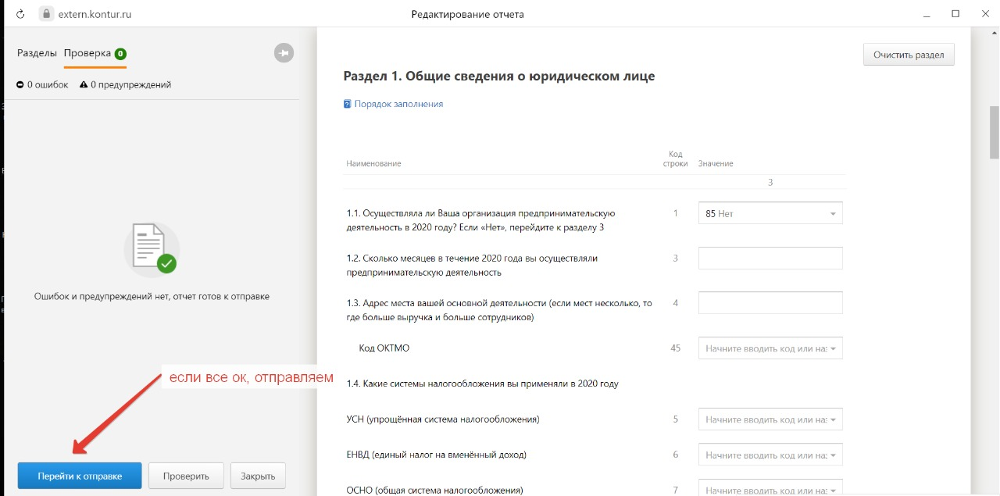 extern.kontur.ru
Редактирование отчета
Разделы Проверка 0
0 ошибок 0 предупреждений
Ошибок и предупреждений нет, отчет готов к отправке
если все ок, отправляем
Перейти к отправке Проверить Закрыть
Очистить раздел
Раздел 1. Общие сведения о юридическом лице
? Порядок заполнения
Наименование Код строки Значение
3
1.1. Осуществляла ли Ваша организация предпринимательскую 1 85 Нет
деятельность в 2020 году? Если «Нет», перейдите к разделу 3
1.2. Сколько месяцев в течение 2020 года вы осуществляли 3
предпринимательскую деятельность
1.3. Адрес места вашей основной деятельности (если мест несколько, то 4
где больше выручка и больше сотрудников)
Код ОКТМО 45 Начните вводить код или наз
1.4. Какие системы налогообложения вы применяли в 2020 году
УСН (упрощённая система налогообложения) 5 Начните вводить код или наз
ЕНВД (единый налог на вменённый доход) 6 Начните вводить код или наз
ОСНО (общая система налогообложения) 7 Начните вводить код или наз